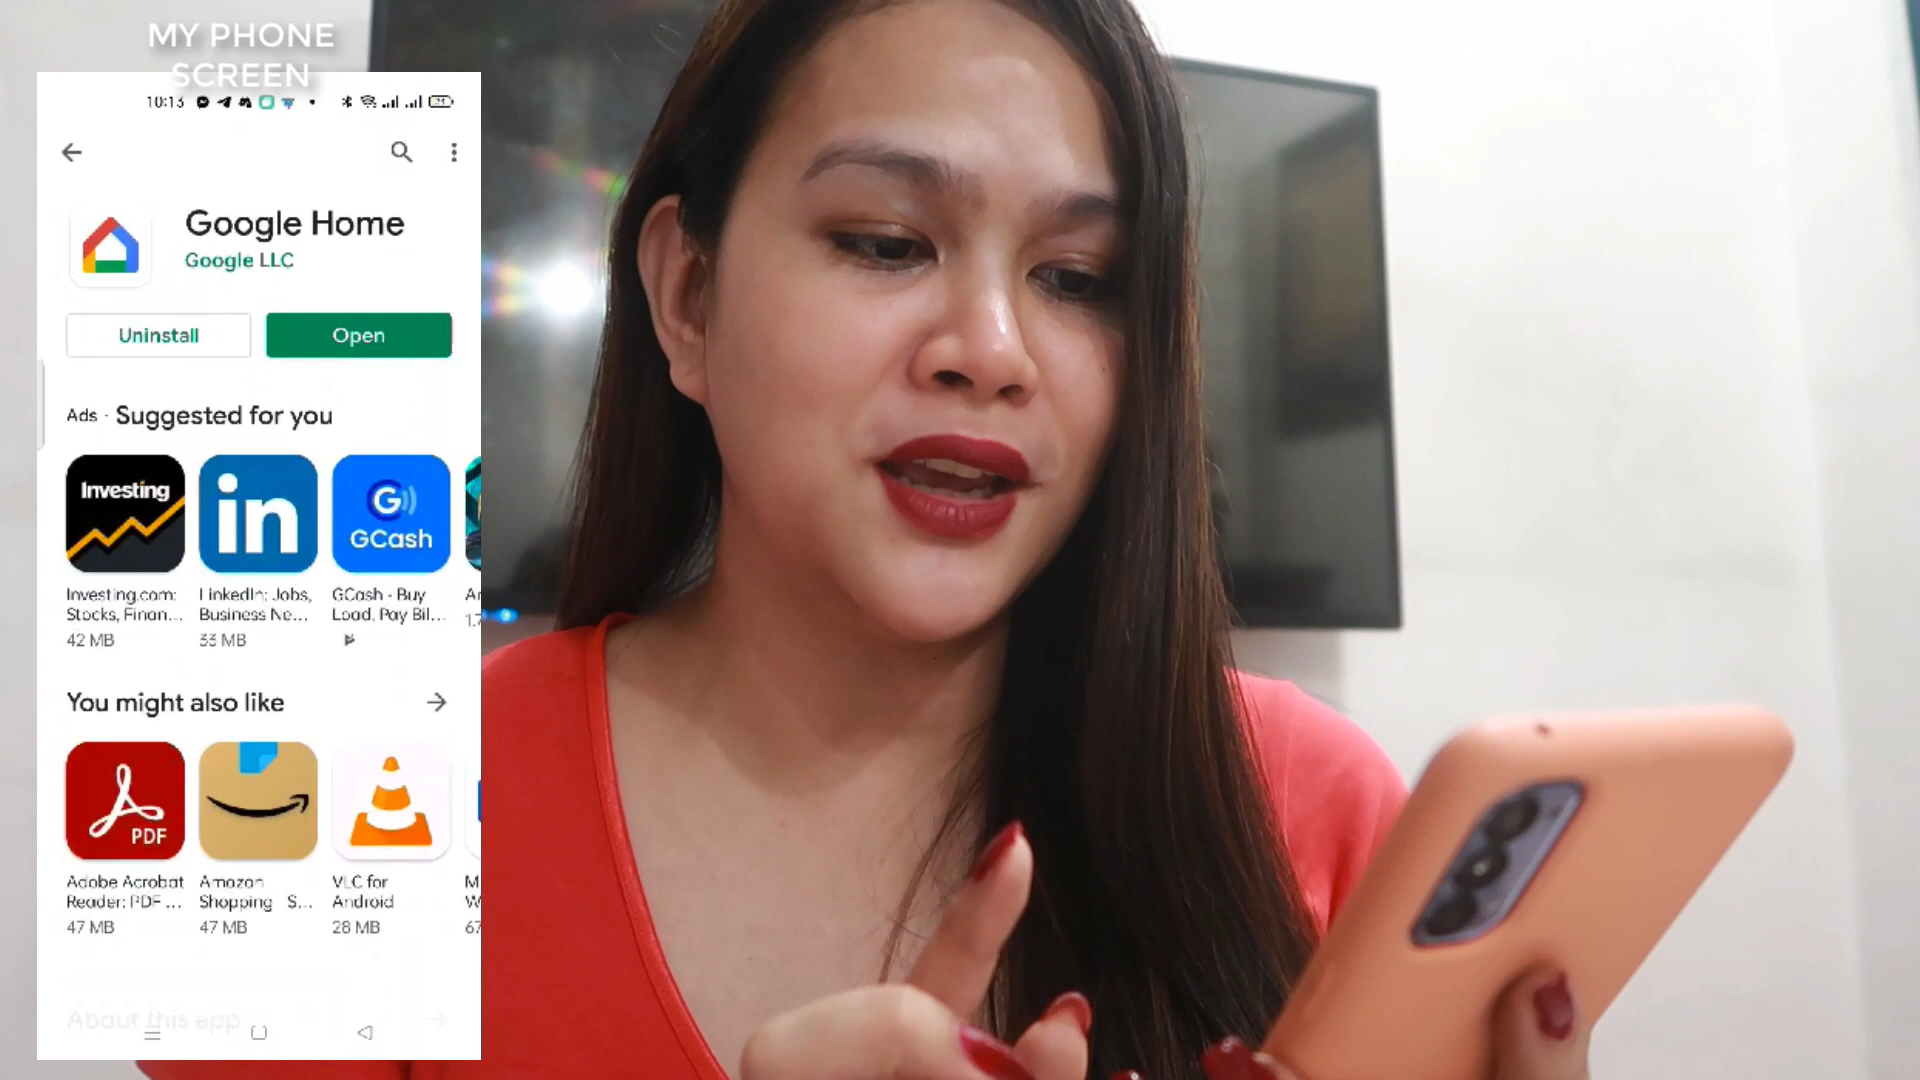 MY PHONE
SCREEN
10:13
Google Home
Google LLC
Uninstall
Open
Ads · Suggested for you
Investing
in
G
GCash
Investing.com:
Stocks, Finan...
42 MB
LinkedIn: Jobs,
Business Ne...
33 MB
GCash - Buy
Load, Pay Bil...
You might also like
PDF
Adobe Acrobat
Reader: PDF ...
47 MB
Amazon
Shopping S...
47 MB
VLC for
Android
28 MB
67
About this app